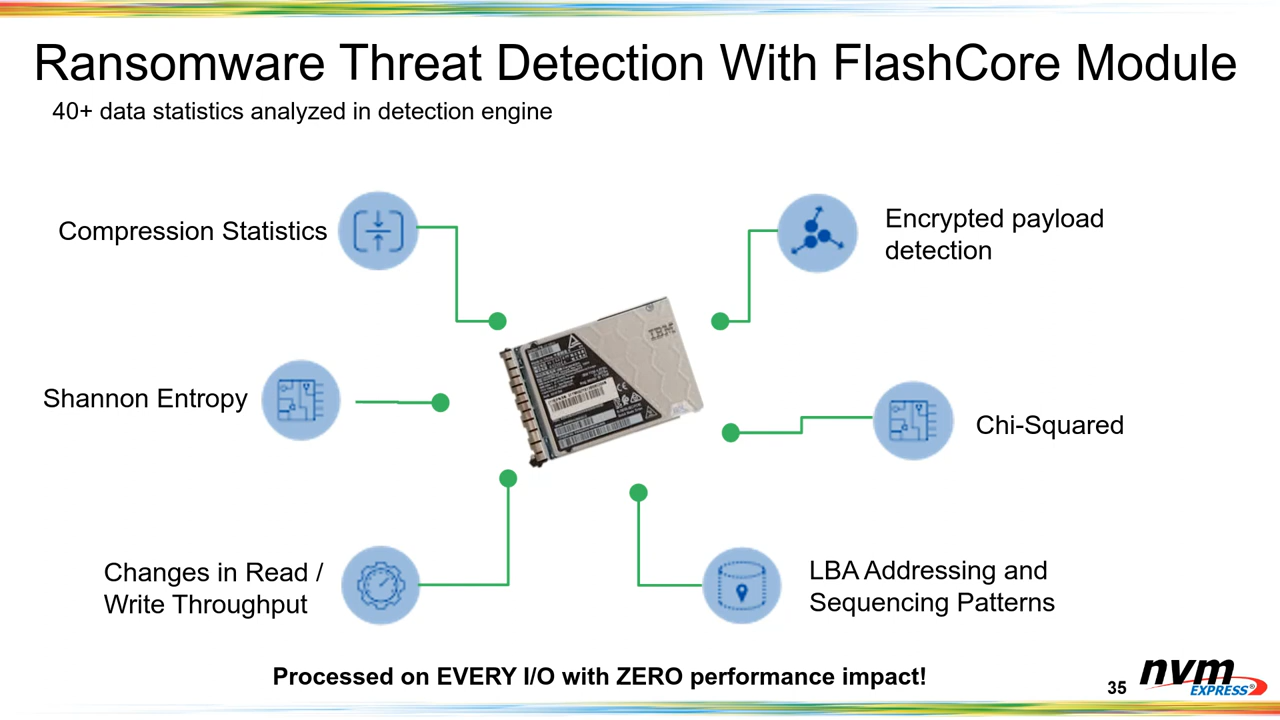 Ransomware Threat Detection With FlashCore Module
40+ data statistics analyzed in detection engine
Compression Statistics
Encrypted payload
detection
IBM
Shannon Entropy
Chi-Squared
Changes in Read /
Write Throughput
LBA Addressing and
Sequencing Patterns
Processed on EVERY I/O with ZERO performance impact!
35
nvm
EXPRESS®